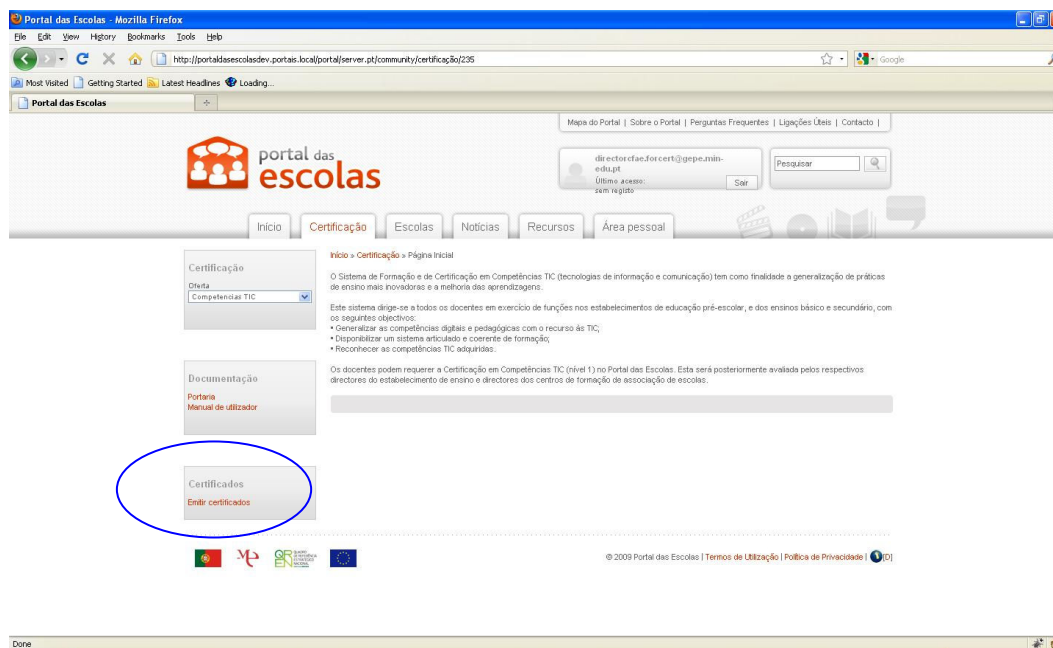 Portal das Escolas - Mozilla Firefox
File Edit View History Bookmarks Tools Help
http://portaldasescolasdev.portais.local/portal/server.pt/community/certificação/235
Google
Most Visited Getting Started Latest Headlines Loading...
Portal das Escolas
Mapa do Portal | Sobre o Portal | Perguntas Frequentes | Ligações Úteis | Contacto |
portal das
escolas
directorcfae.forcert@gepe.min-
edu.pt
Último acesso:
sem registo
Sair
Pesquisar
Início Certificação Escolas Notícias Recursos Área pessoal
Certificação
Oferta
Competencias TIC
Início » Certificação » Página Inicial
O Sistema de Formação e de Certificação em Competências TIC (tecnologias de informação e comunicação) tem como finalidade a generalização de práticas
de ensino mais inovadoras e a melhoria das aprendizagens.
Este sistema dirige-se a todos os docentes em exercício de funções nos estabelecimentos de educação pré-escolar, e dos ensinos básico e secundário, com
os seguintes objectivos:
• Generalizar as competências digitais e pedagógicas com o recurso ás TIC;
• Disponibilizar um sistema articulado e coerente de formação;
• Reconhecer as competências TIC adquiridas.
Os docentes podem requerer a Certificação em Competências TIC (nível 1) no Portal das Escolas. Esta será posteriormente avaliada pelos respectivos
directores do estabelecimento de ensino e directores dos centros de formação de associação de escolas.
Documentação
Portaria
Manual de utilizador
Certificados
Emitir certificados
QREN
© 2009 Portal das Escolas | Termos de Utilização | Política de Privacidade | [D]
Done